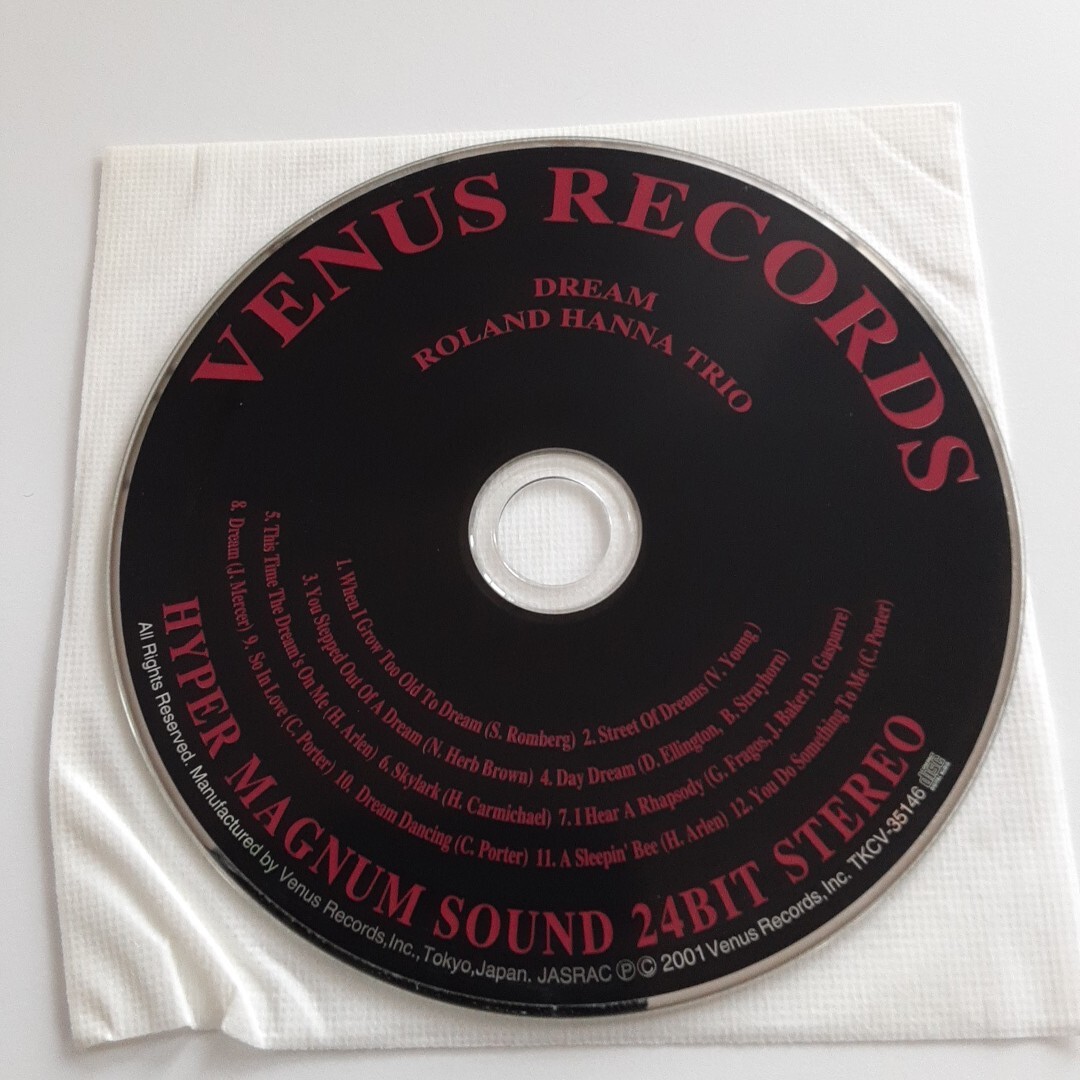 VENUS RECORDS
DREAM
ROLAND HANNA TRIO
1. When I Grow Too Old To Dream (S. Romberg) 2. Street Of Dreams (V. Young)
3. You Stepped Out Of A Dream (N. Herb Brown) 4. Day Dream (D. Ellington, B. Strayhorn)
5. This Time The Dream's On Me (H. Arlen) 6. Skylark (H. Carmichael) 7. I Hear A Rhapsody (G. Fragos, J. Baker, D. Gasparre)
8. Dream (J. Mercer) 9. So In Love (C. Porter) 10. Dream Dancing (C. Porter) 11. A Sleepin' Bee (H. Arlen) 12. You Do Something To Me (C. Porter)
HYPER MAGNUM SOUND 24BIT STEREO
All Rights Reserved. Manufactured by Venus Records, Inc., Tokyo, Japan. JASRAC Ⓟ© 2001 Venus Records, Inc. TKCV-35146